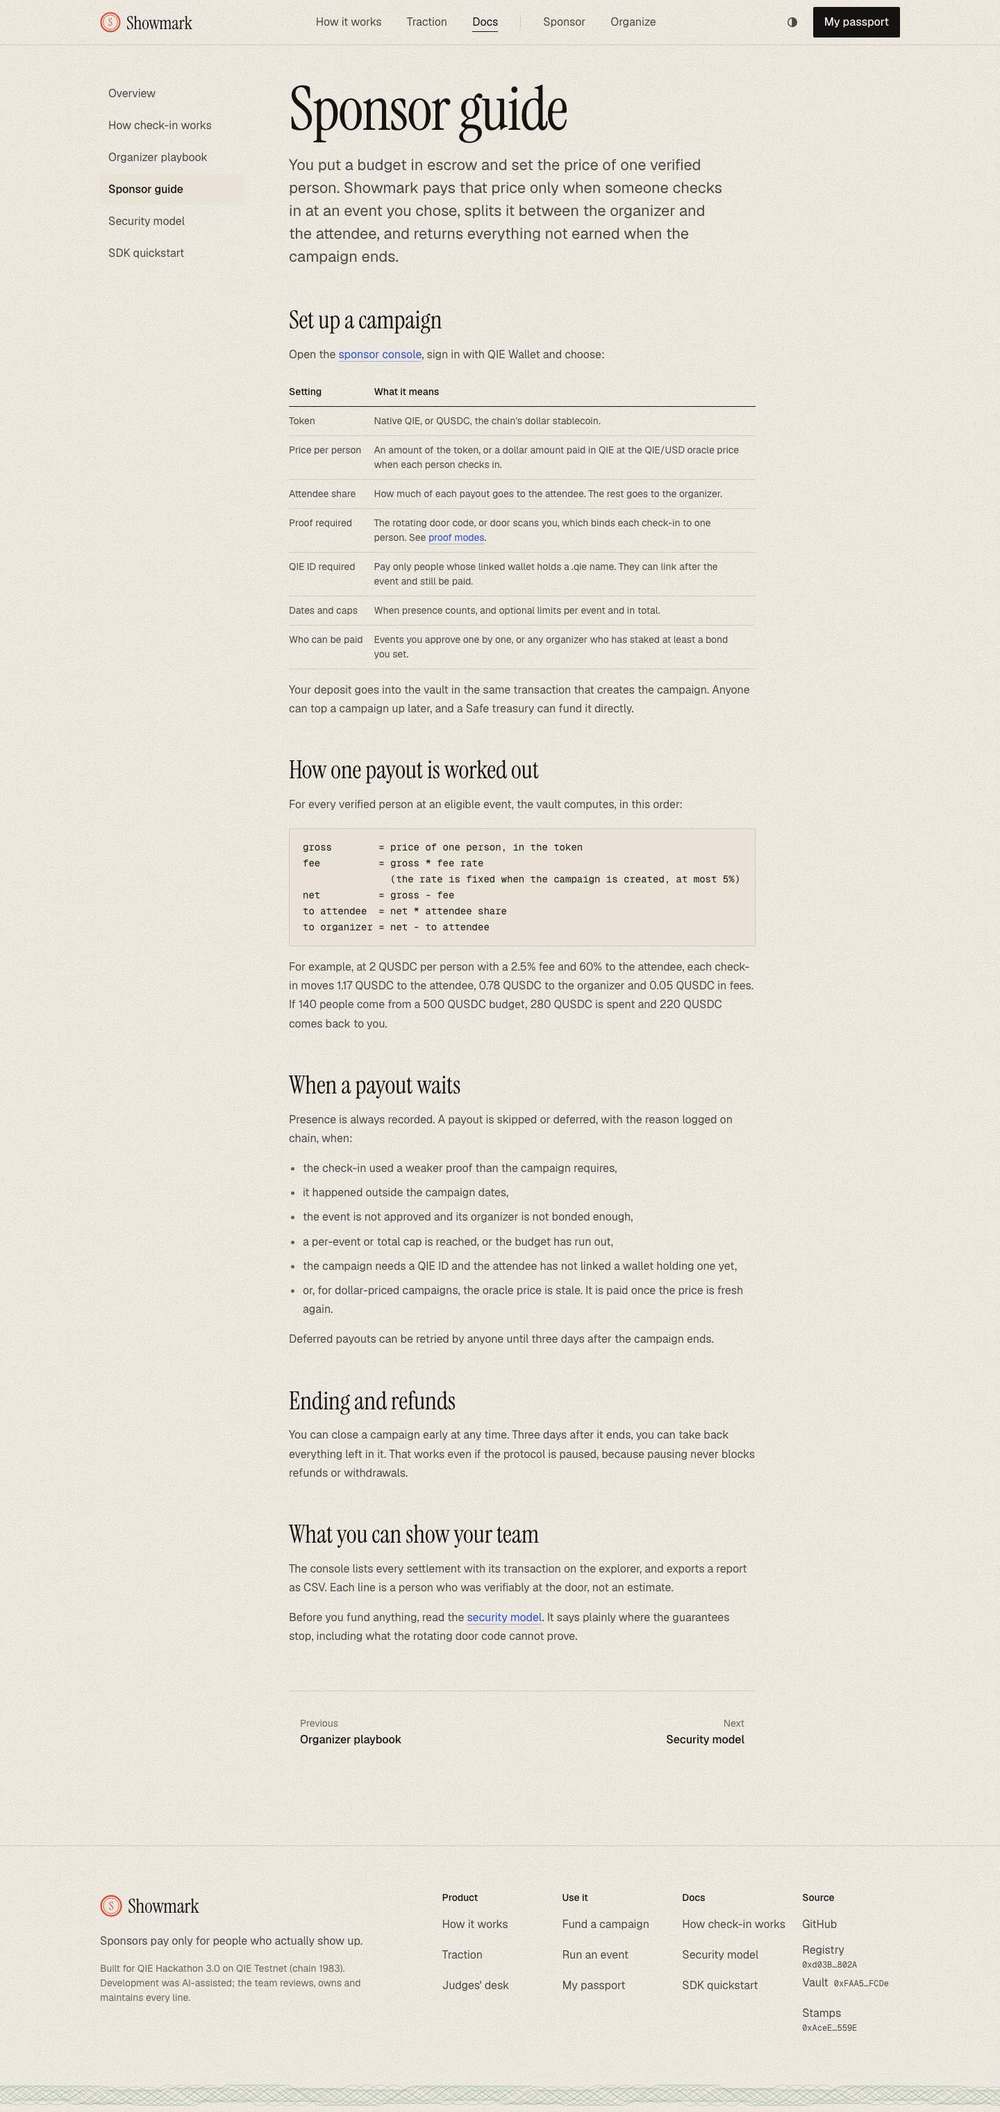 Showmark
How it works
Traction
Docs
Sponsor
Organize
My passport
Overview
How check-in works
Organizer playbook
Sponsor guide
Security model
SDK quickstart
Sponsor guide
You put a budget in escrow and set the price of one verified
person. Showmark pays that price only when someone checks
in at an event you chose, splits it between the organizer and
the attendee, and returns everything not earned when the
campaign ends.
Set up a campaign
Open the sponsor console, sign in with QIE Wallet and choose:
Setting What it means
Token Native QIE, or QUSDC, the chain's dollar stablecoin.
Price per person An amount of the token, or a dollar amount paid in QIE at the QIE/USD oracle price
when each person checks in.
Attendee share How much of each payout goes to the attendee. The rest goes to the organizer.
Proof required The rotating door code, or door scans you, which binds each check-in to one
person. See proof modes.
QIE ID required Pay only people whose linked wallet holds a .qie name. They can link after the
event and still be paid.
Dates and caps When presence counts, and optional limits per event and in total.
Who can be paid Events you approve one by one, or any organizer who has staked at least a bond
you set.
Your deposit goes into the vault in the same transaction that creates the campaign. Anyone
can top a campaign up later, and a Safe treasury can fund it directly.
How one payout is worked out
For every verified person at an eligible event, the vault computes, in this order:
gross = price of one person, in the token
fee = gross * fee rate
(the rate is fixed when the campaign is created, at most 5%)
net = gross - fee
to attendee = net * attendee share
to organizer = net - to attendee
For example, at 2 QUSDC per person with a 2.5% fee and 60% to the attendee, each check-
in moves 1.17 QUSDC to the attendee, 0.78 QUSDC to the organizer and 0.05 QUSDC in fees.
If 140 people come from a 500 QUSDC budget, 280 QUSDC is spent and 220 QUSDC
comes back to you.
When a payout waits
Presence is always recorded. A payout is skipped or deferred, with the reason logged on
chain, when:
• the check-in used a weaker proof than the campaign requires,
• it happened outside the campaign dates,
• the event is not approved and its organizer is not bonded enough,
• a per-event or total cap is reached, or the budget has run out,
• the campaign needs a QIE ID and the attendee has not linked a wallet holding one yet,
• or, for dollar-priced campaigns, the oracle price is stale. It is paid once the price is fresh
again.
Deferred payouts can be retried by anyone until three days after the campaign ends.
Ending and refunds
You can close a campaign early at any time. Three days after it ends, you can take back
everything left in it. That works even if the protocol is paused, because pausing never blocks
refunds or withdrawals.
What you can show your team
The console lists every settlement with its transaction on the explorer, and exports a report
as CSV. Each line is a person who was verifiably at the door, not an estimate.
Before you fund anything, read the security model. It says plainly where the guarantees
stop, including what the rotating door code cannot prove.
Previous
Organizer playbook
Next
Security model
Showmark
Sponsors pay only for people who actually show up.
Built for QIE Hackathon 3.0 on QIE Testnet (chain 1983).
Development was AI-assisted; the team reviews, owns and
maintains every line.
Product
How it works
Traction
Judges' desk
Use it
Fund a campaign
Run an event
My passport
Docs
How check-in works
Security model
SDK quickstart
Source
GitHub
Registry
0xd03B…802A
Vault 0xFAA5…FCDe
Stamps
0xAceE…559E